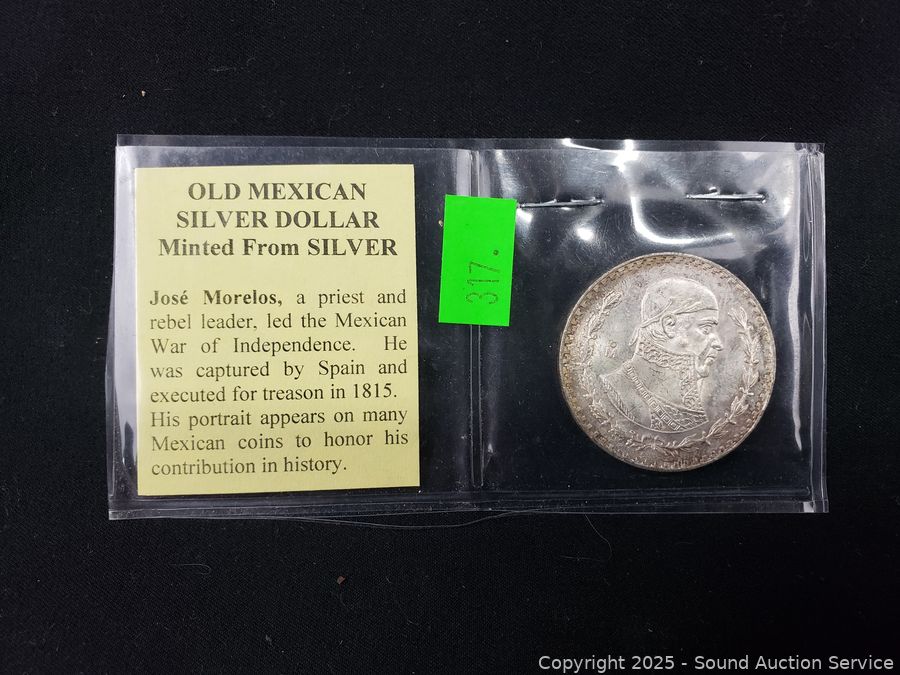 OLD MEXICAN
SILVER DOLLAR
Minted From SILVER
José Morelos, a priest and
rebel leader, led the Mexican
War of Independence. He
was captured by Spain and
executed for treason in 1815.
His portrait appears on many
Mexican coins to honor his
contribution in history.
317.
Copyright © 2025 - Sound Auction Service